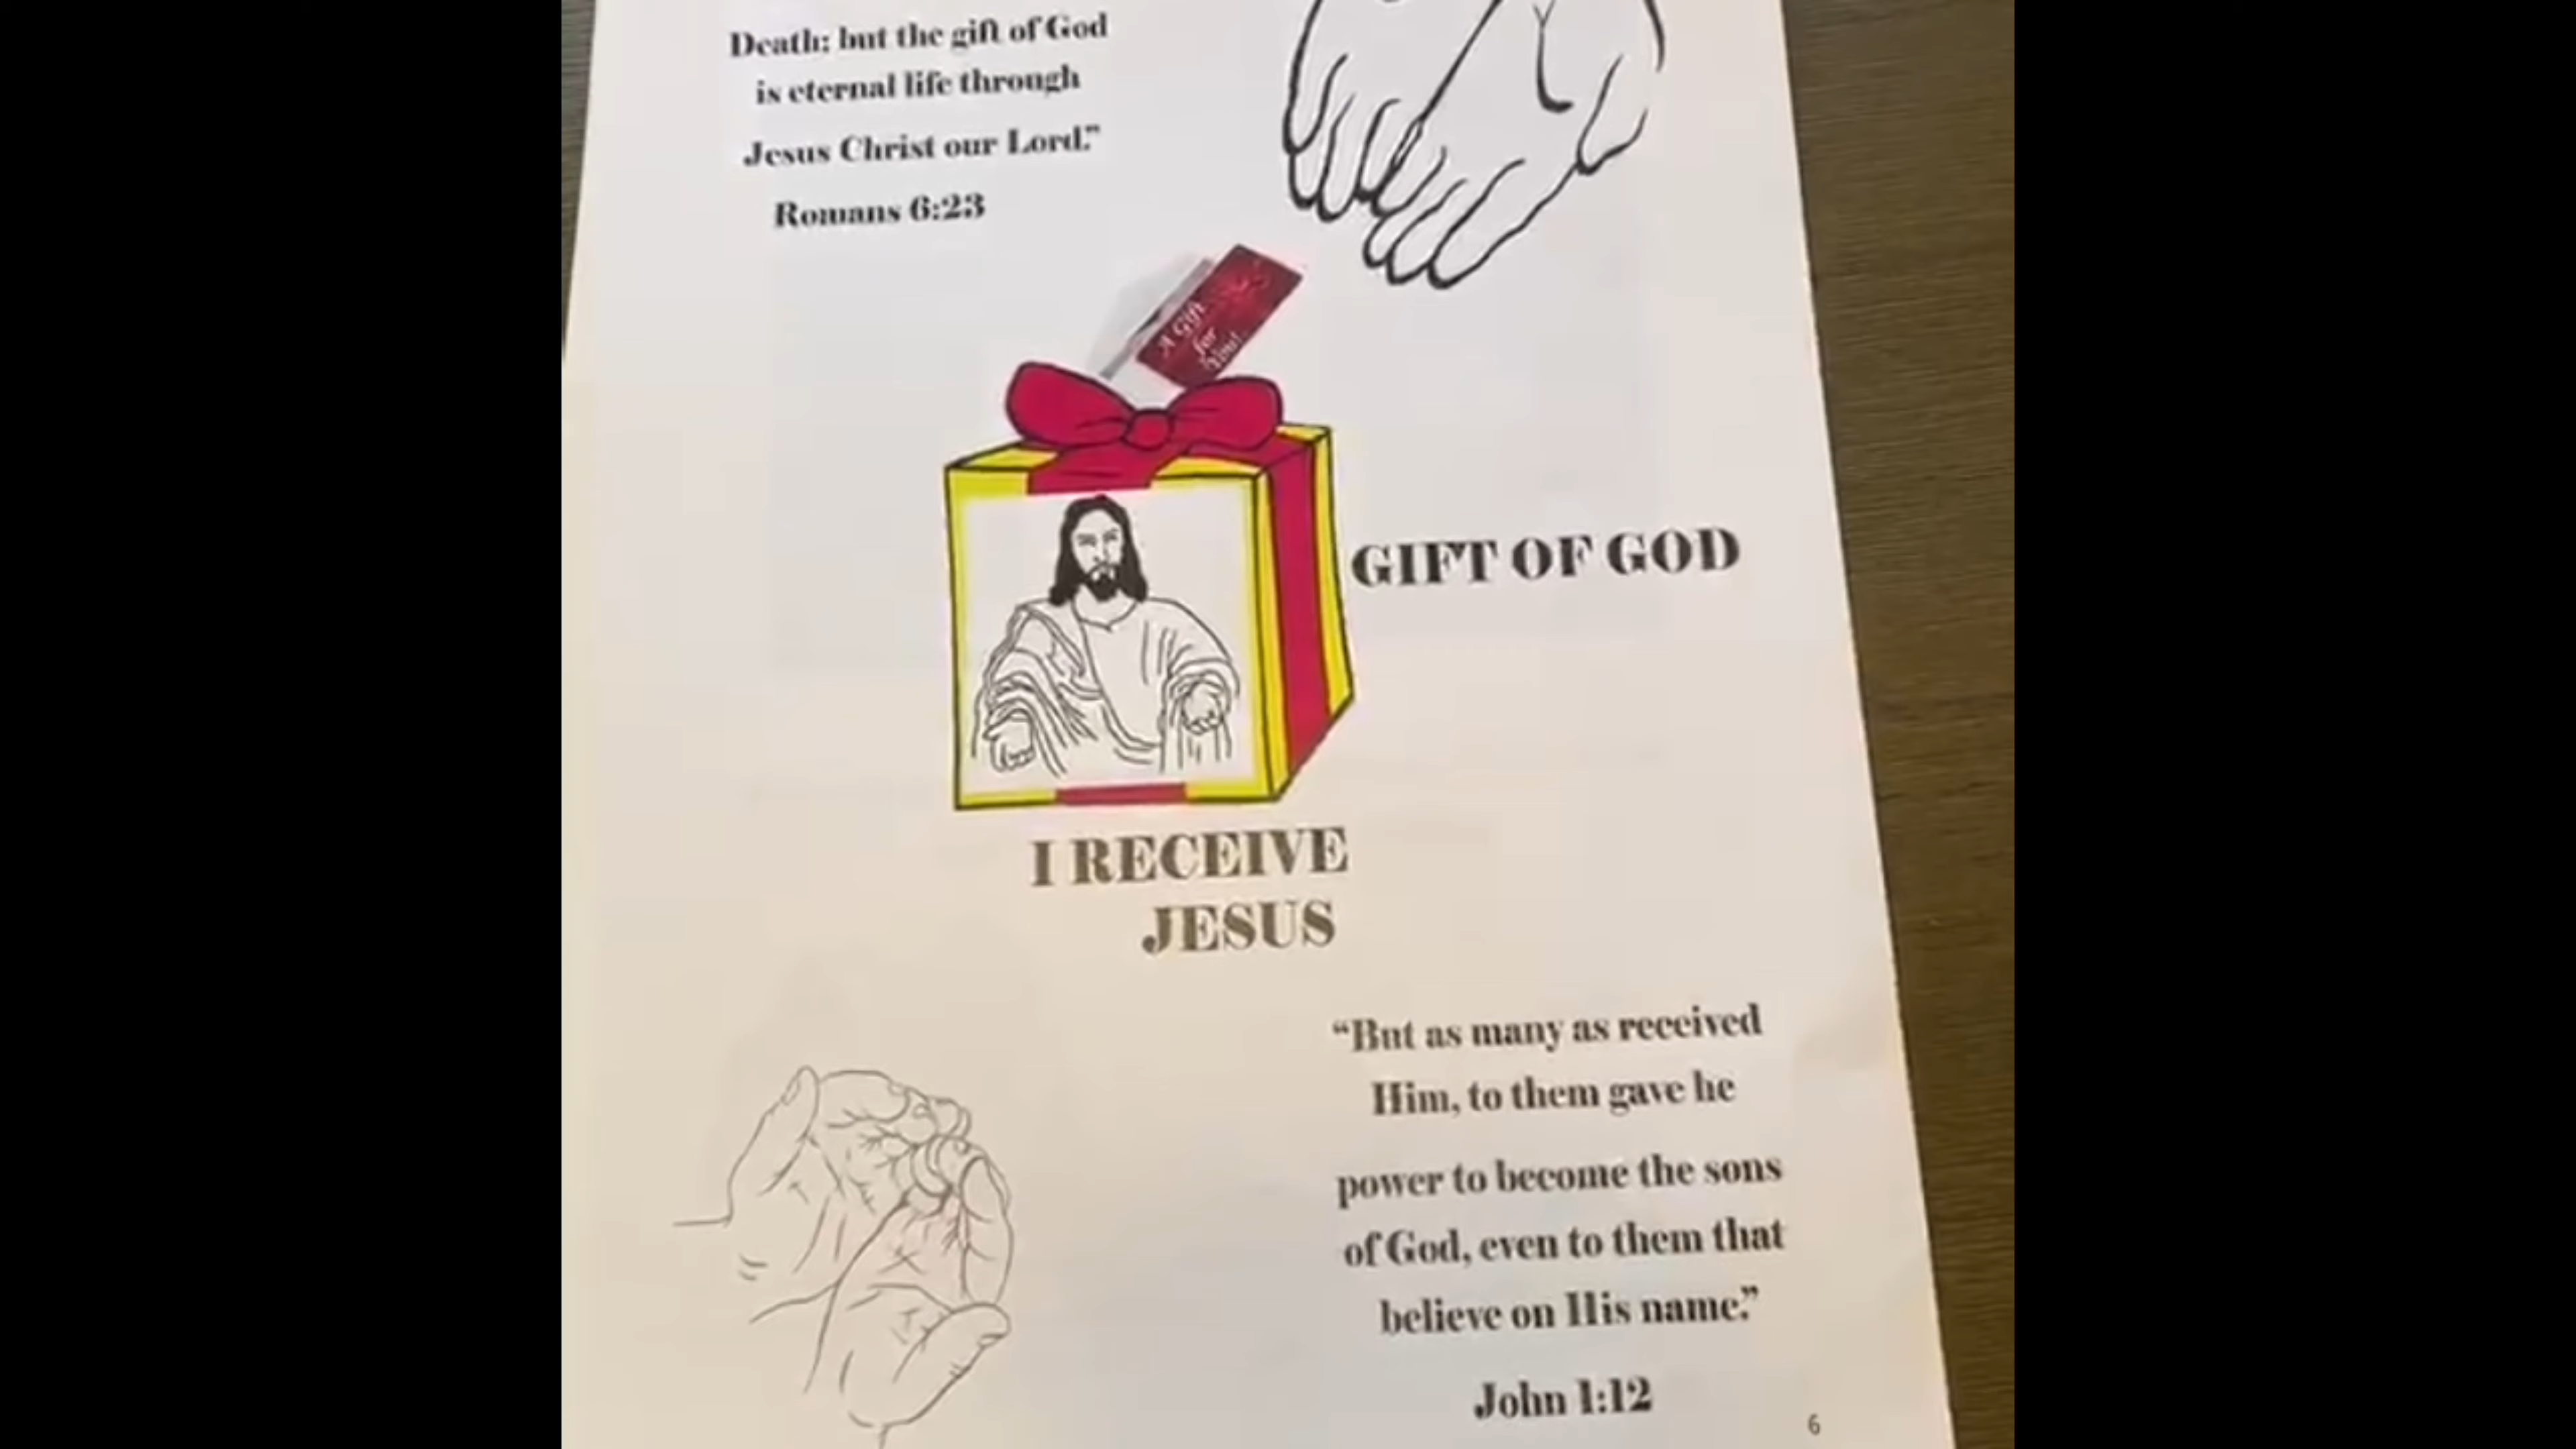 Death; but the gift of God
is eternal life through
Jesus Christ our Lord."
Romans 6:23
A Gift
for
You!
GIFT OF GOD
I RECEIVE
JESUS
“But as many as received
Him, to them gave he
power to become the sons
of God, even to them that
believe on His name.”
John 1:12
6